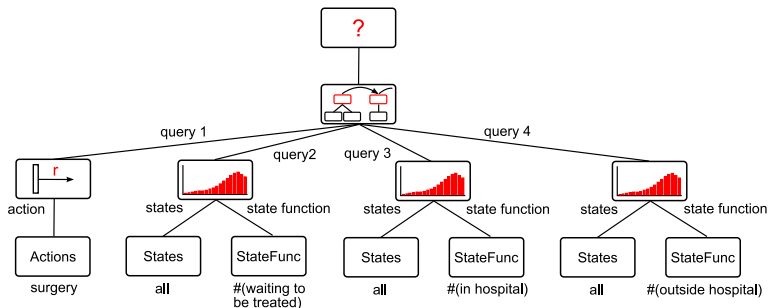 ?
query 1
query2
query 3
query 4
r
action
states
state function
states
state function
states
state function
Actions
States
StateFunc
States
StateFunc
States
StateFunc
surgery
all
#(waiting to
be treated)
all
#(in hospital)
all
#(outside hospital)